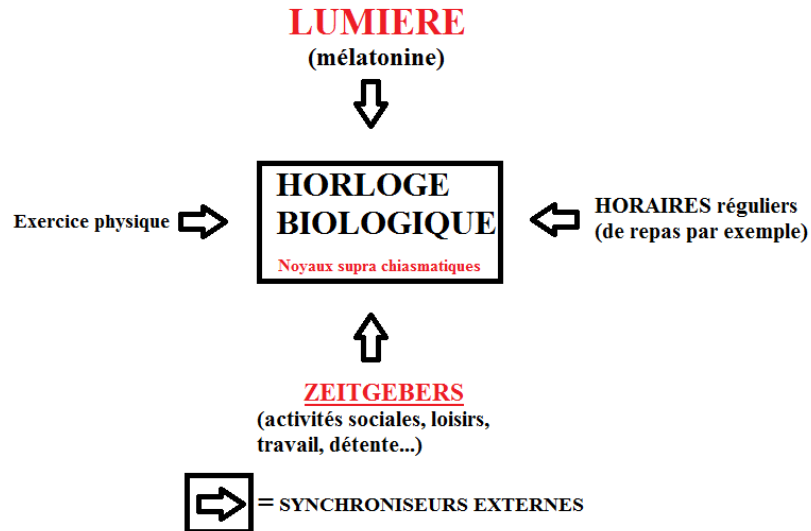 LUMIERE
(mélatonine)
HORLOGE
BIOLOGIQUE
Noyaux supra chiasmatiques
Exercice physique
HORAIRES réguliers
(de repas par exemple)
ZEITGEBERS
(activités sociales, loisirs,
travail, détente...)
= SYNCHRONISEURS EXTERNES